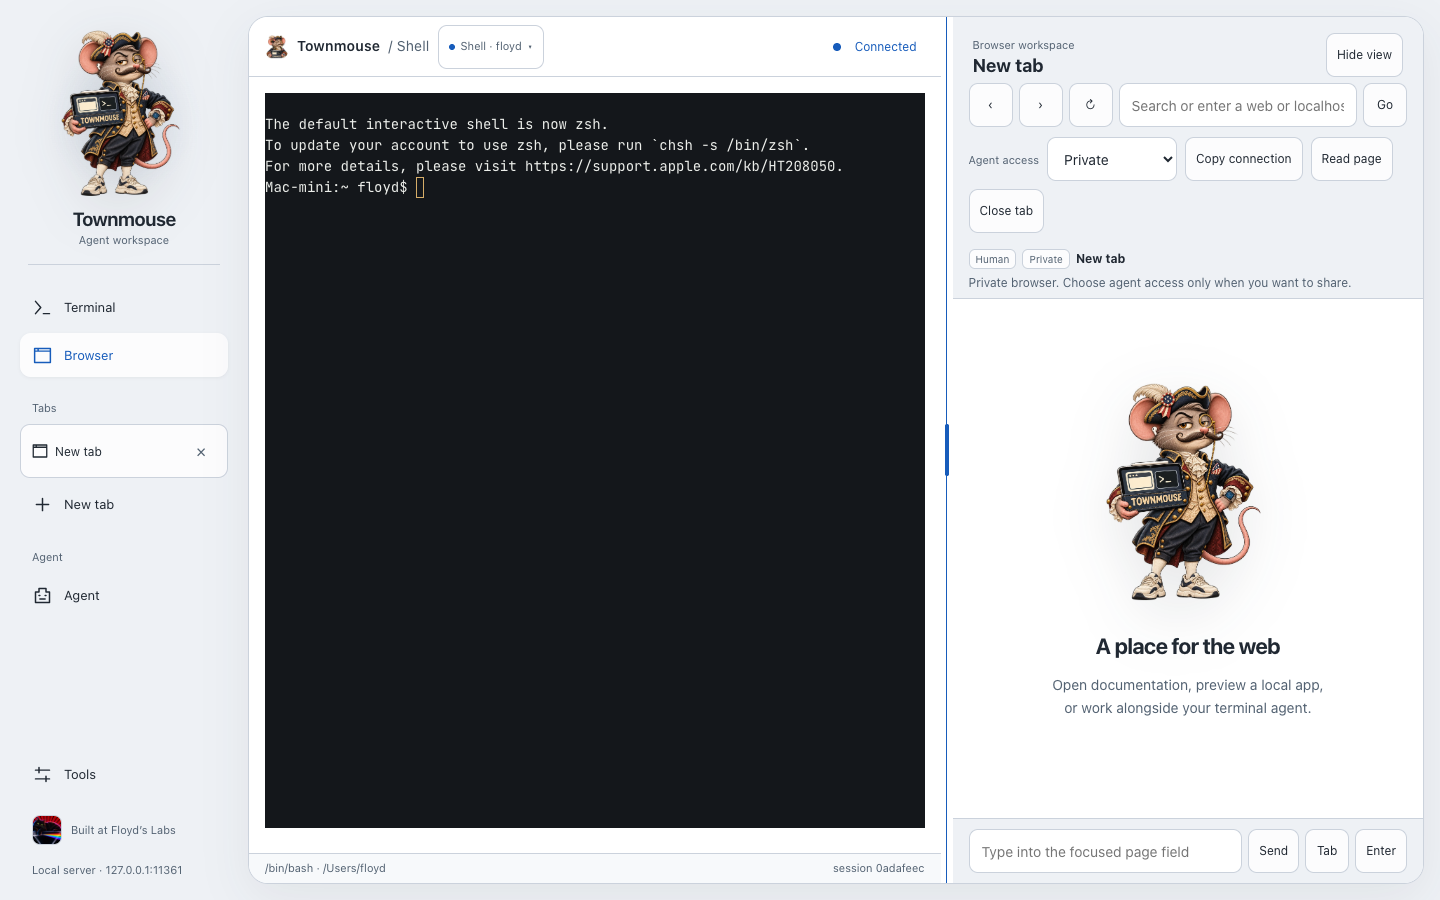 TOWNMOUSE
Townmouse
Agent workspace
Terminal
Browser
Tabs
New tab ×
New tab
Agent
Agent
Tools
Built at Floyd's Labs
Local server · 127.0.0.1:11361
Townmouse / Shell
Shell · floyd
Connected
The default interactive shell is now zsh.
To update your account to use zsh, please run `chsh -s /bin/zsh`.
For more details, please visit https://support.apple.com/kb/HT208050.
Mac-mini:~ floyd$
/bin/bash · /Users/floyd
session 0adafeec
Browser workspace
New tab
Hide view
‹ › ↻ Search or enter a web or localhos Go
Agent access Private Copy connection Read page
Close tab
Human Private New tab
Private browser. Choose agent access only when you want to share.
TOWNMOUSE
A place for the web
Open documentation, preview a local app,
or work alongside your terminal agent.
Type into the focused page field Send Tab Enter